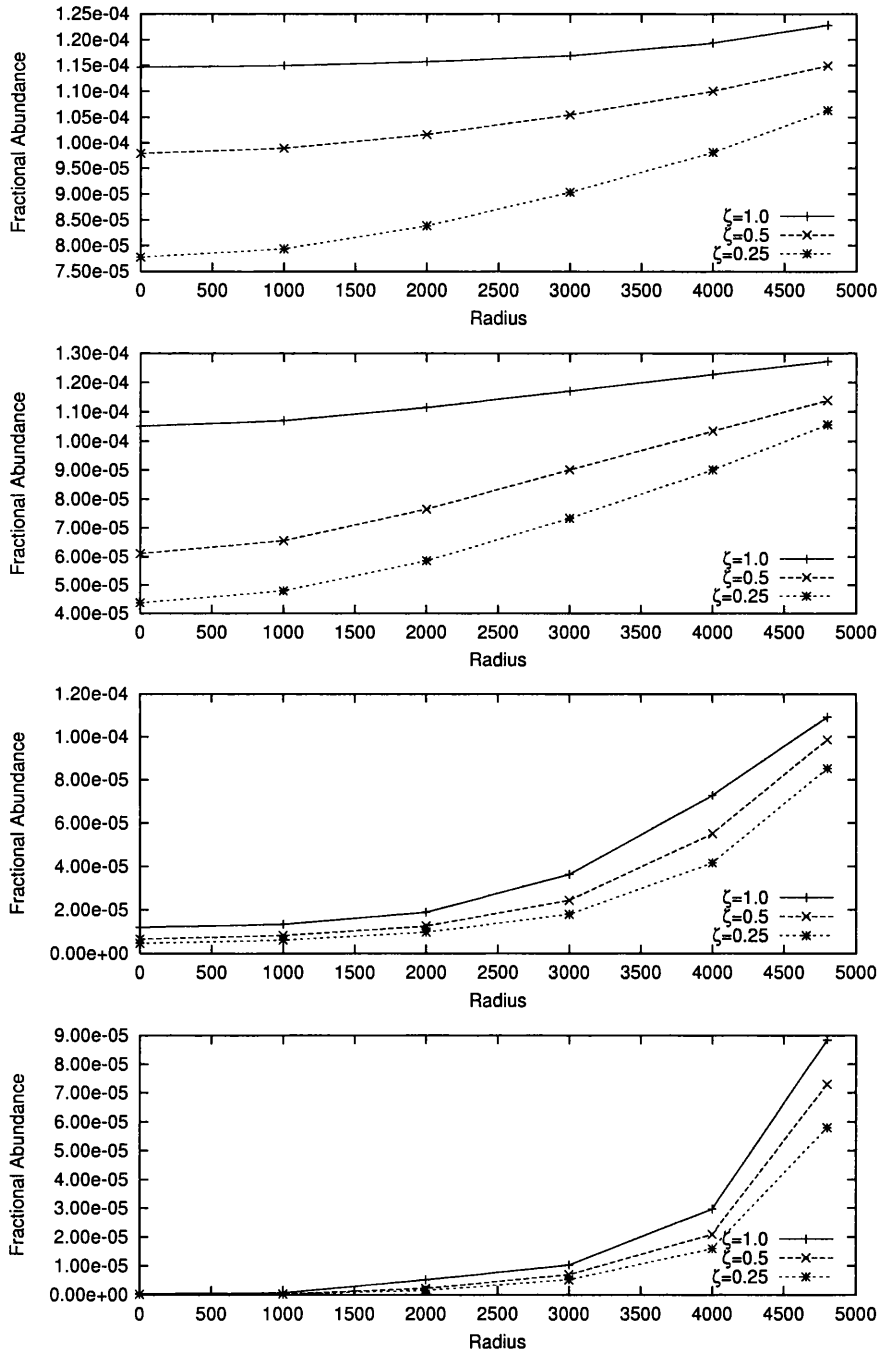 Fractional Abundance
1.25e-04
1.20e-04
1.15e-04
1.10e-04
1.05e-04
1.00e-04
9.50e-05
9.00e-05
8.50e-05
8.00e-05
7.50e-05
ζ=1.0
ζ=0.5
ζ=0.25
0 500 1000 1500 2000 2500 3000 3500 4000 4500 5000
Radius
Fractional Abundance
1.30e-04
1.20e-04
1.10e-04
1.00e-04
9.00e-05
8.00e-05
7.00e-05
6.00e-05
5.00e-05
4.00e-05
ζ=1.0
ζ=0.5
ζ=0.25
0 500 1000 1500 2000 2500 3000 3500 4000 4500 5000
Radius
Fractional Abundance
1.20e-04
1.00e-04
8.00e-05
6.00e-05
4.00e-05
2.00e-05
0.00e+00
ζ=1.0
ζ=0.5
ζ=0.25
0 500 1000 1500 2000 2500 3000 3500 4000 4500 5000
Radius
Fractional Abundance
9.00e-05
8.00e-05
7.00e-05
6.00e-05
5.00e-05
4.00e-05
3.00e-05
2.00e-05
1.00e-05
0.00e+00
ζ=1.0
ζ=0.5
ζ=0.25
0 500 1000 1500 2000 2500 3000 3500 4000 4500 5000
Radius